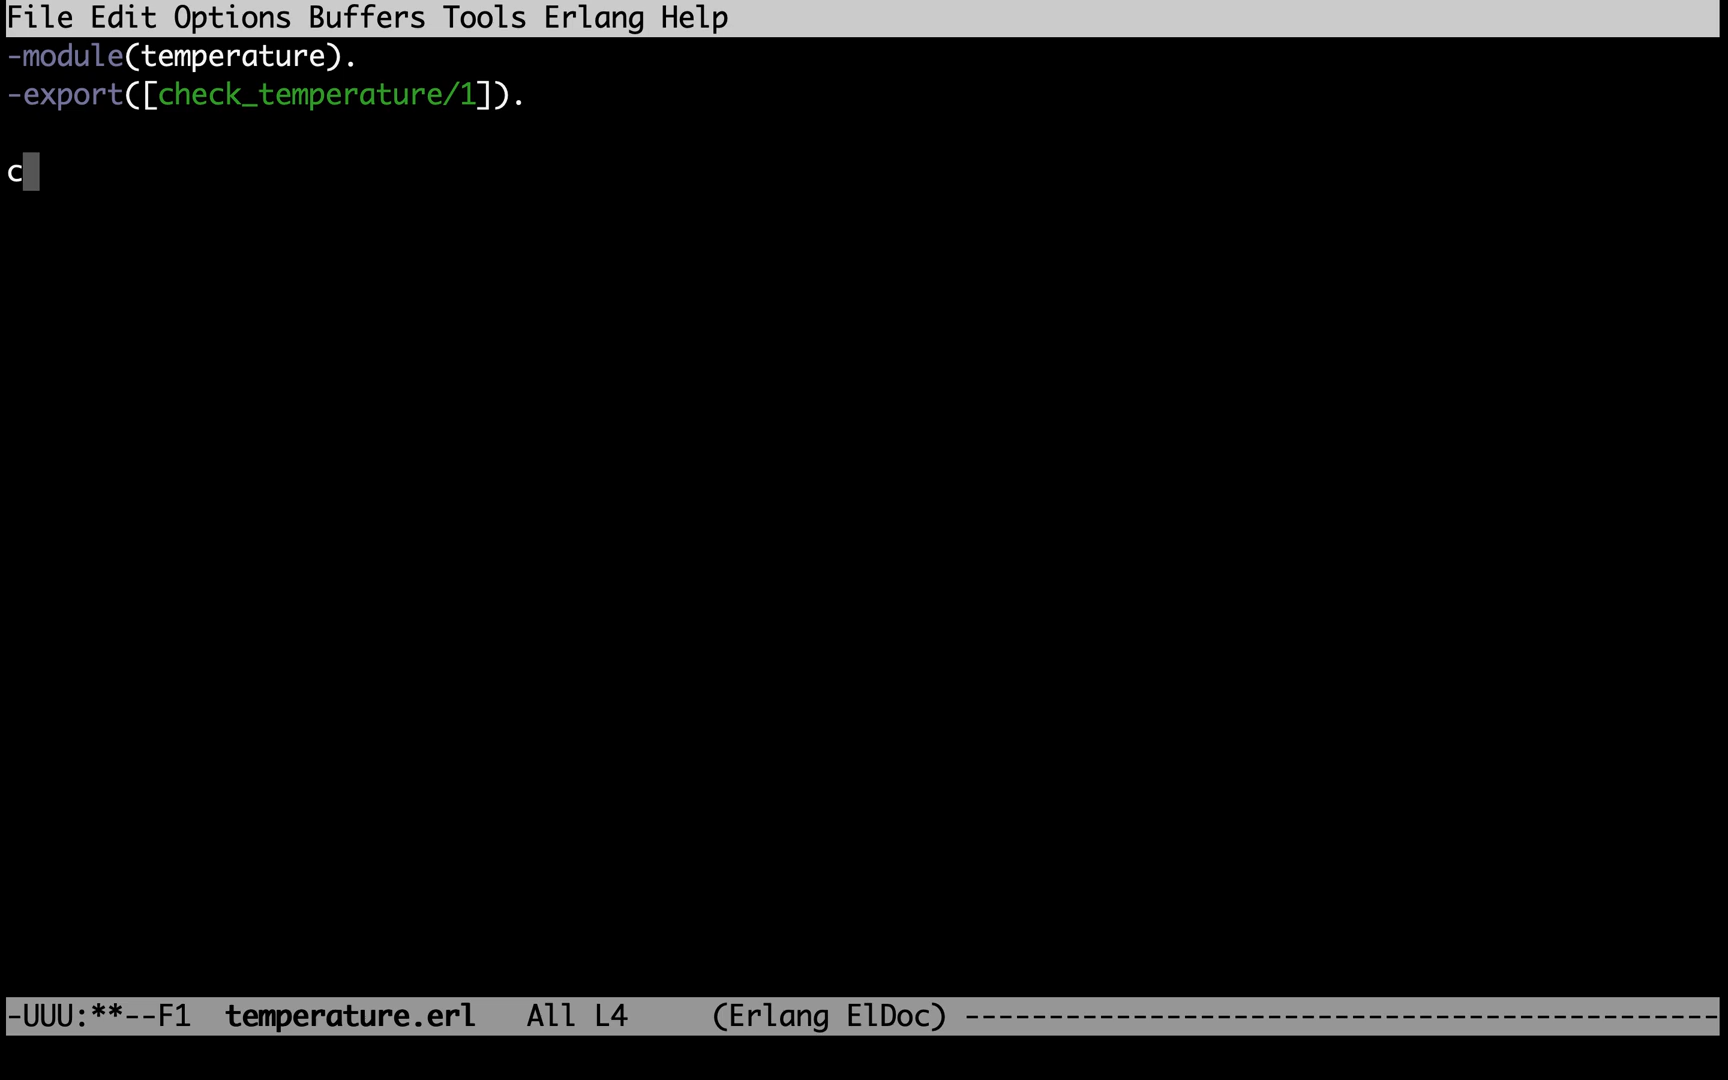 File Edit Options Buffers Tools Erlang Help
-module(temperature).
-export([check_temperature/1]).
c
-UUU:**--F1  temperature.erl   All L4     (Erlang ElDoc) ---------------------------------------------